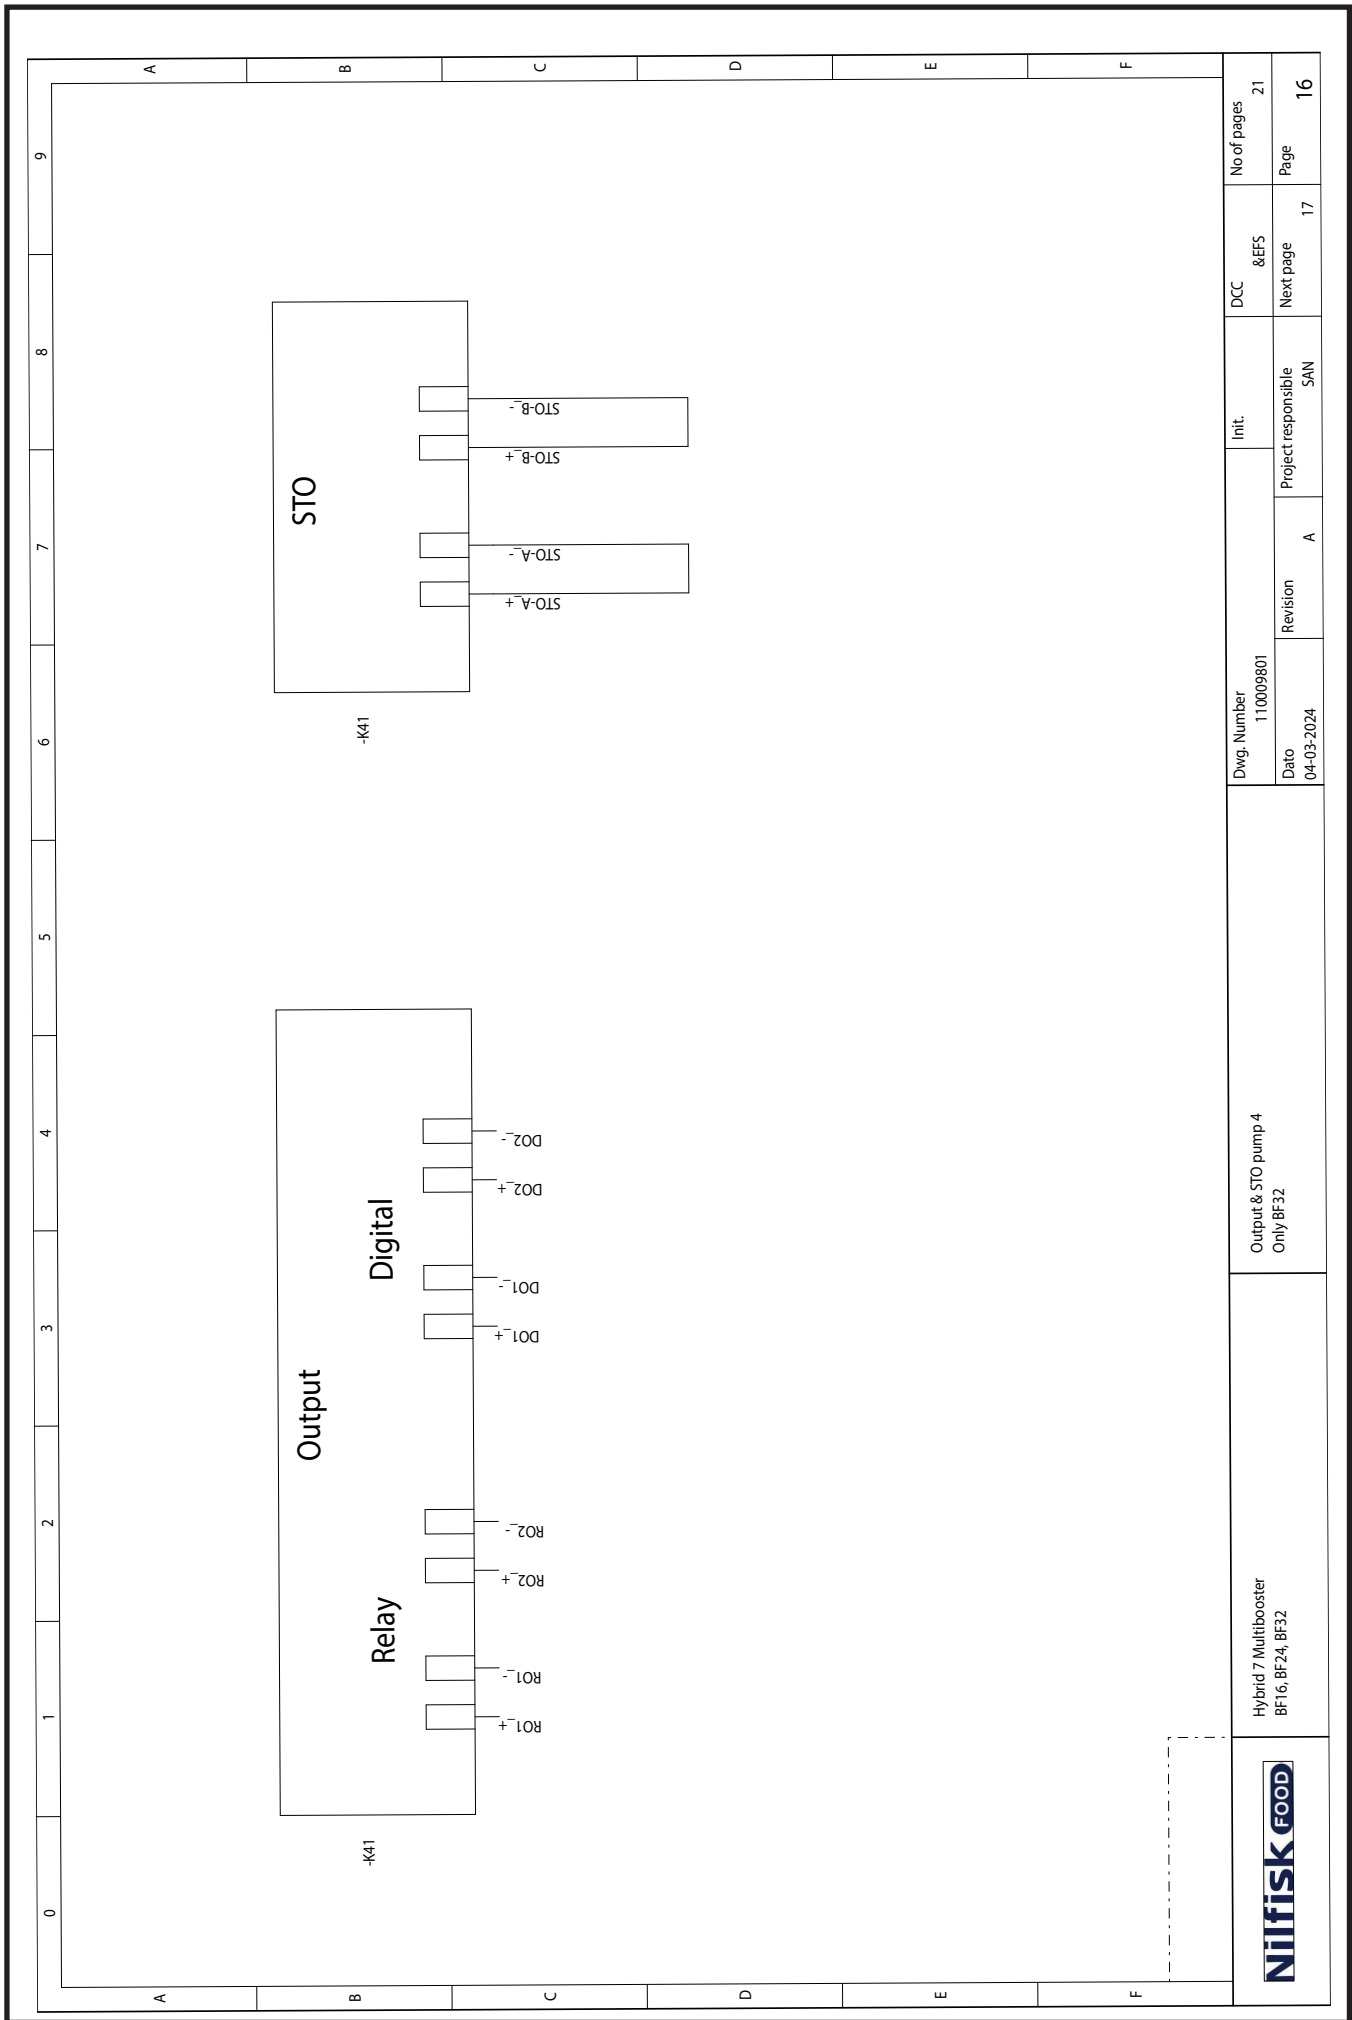 0 1 2 3 4 5 6 7 8 9
A
A
B
B
C
C
D
D
E
E
F
F
-K41
Output
Relay
Digital
RO1_+
RO1_-
RO2_+
RO2_-
DO1_+
DO1_-
DO2_+
DO2_-
-K41
STO
STO-A_+
STO-A_-
STO-B_+
STO-B_-
Nilfisk FOOD
Hybrid 7 Multibooster
BF16, BF24, BF32
Output & STO pump 4
Only BF32
Dwg. Number
110009801
Init.
DCC
&EFS
No of pages
21
Dato
04-03-2024
Revision
A
Project responsible
SAN
Next page
17
Page
16